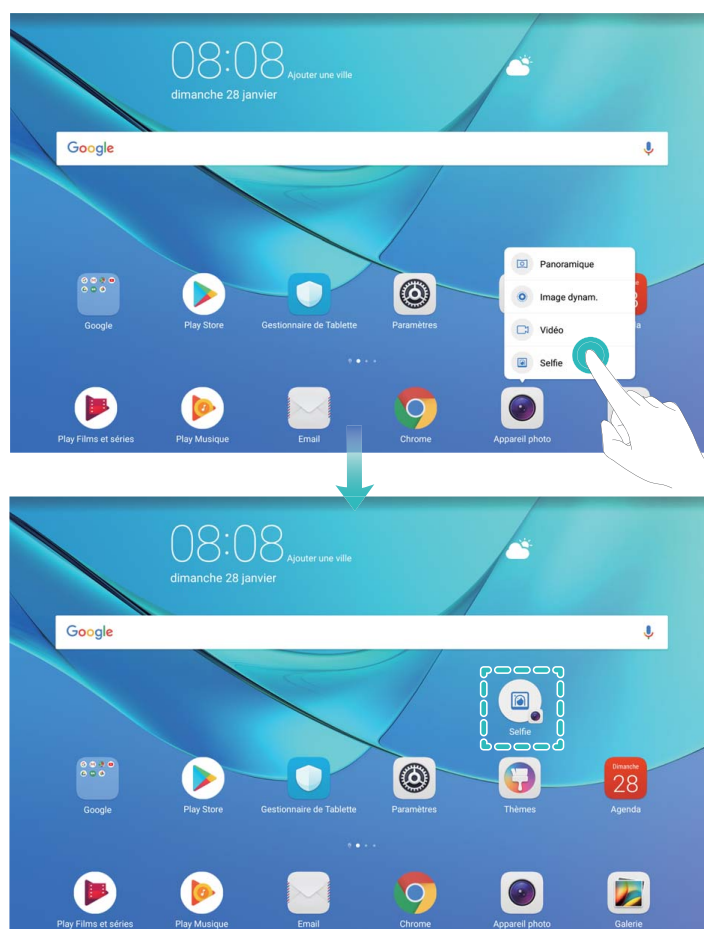 08:08 Ajouter une ville
dimanche 28 janvier
Google
Panoramique
Image dynam.
Vidéo
Selfie
Google
Play Store
Gestionnaire de Tablette
Paramètres
Play Films et séries
Play Musique
Email
Chrome
Appareil photo
08:08 Ajouter une ville
dimanche 28 janvier
Google
Selfie
Dimanche
28
Google
Play Store
Gestionnaire de Tablette
Paramètres
Thèmes
Agenda
Play Films et séries
Play Musique
Email
Chrome
Appareil photo
Galerie